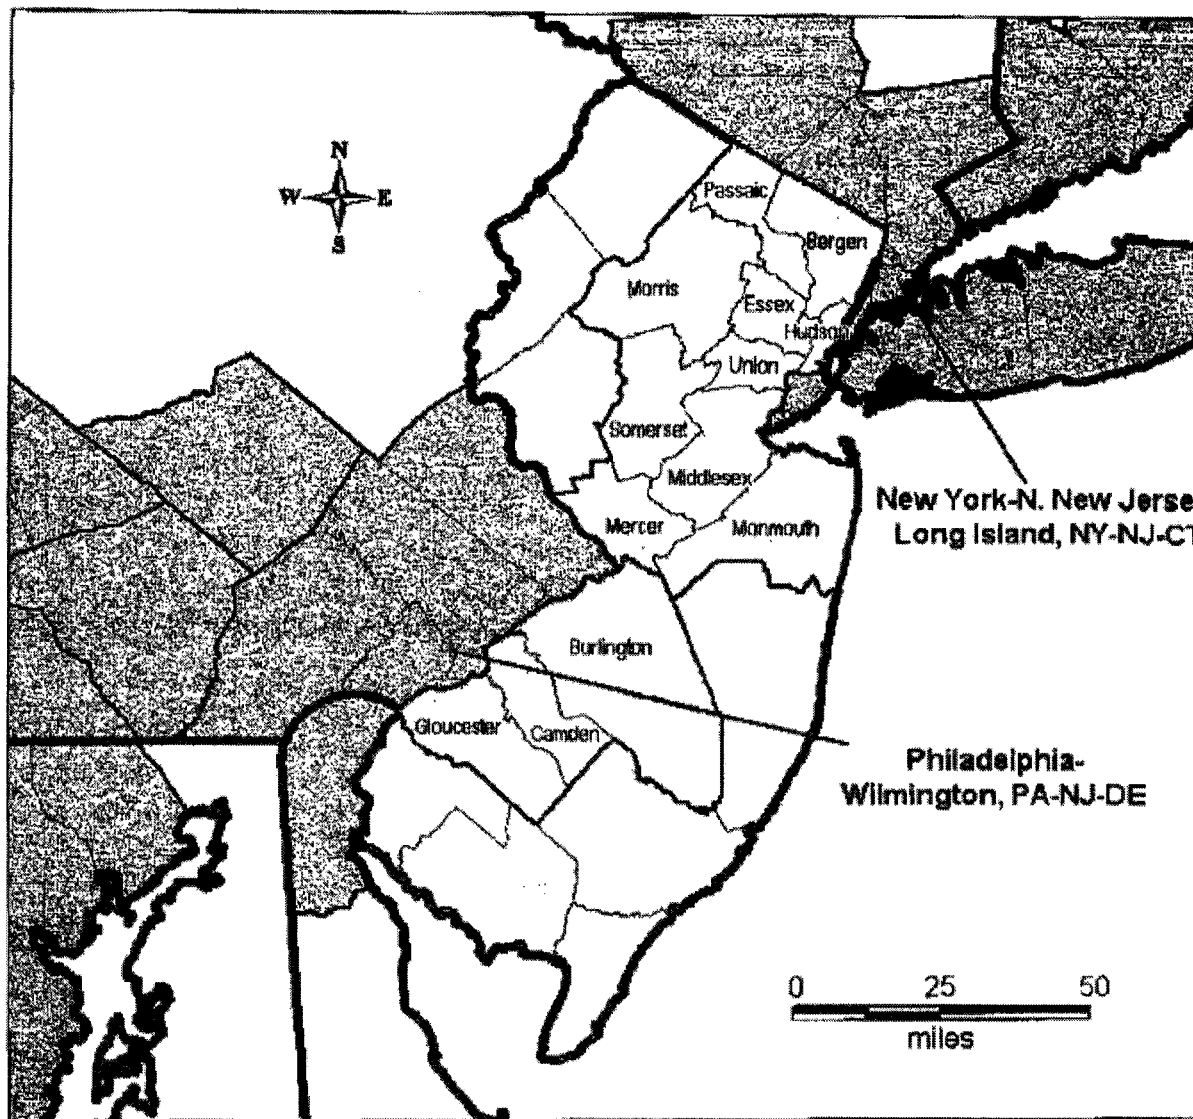 N
W E
S
Passaic
Bergen
Morris
Essex
Hudson
Union
Somerset
Middlesex
Mercer
Monmouth
New York-N. New Jerse
Long Island, NY-NJ-CT
Burlington
Gloucester
Camden
Philadelphia-
Wilmington, PA-NJ-DE
0 25 50
miles